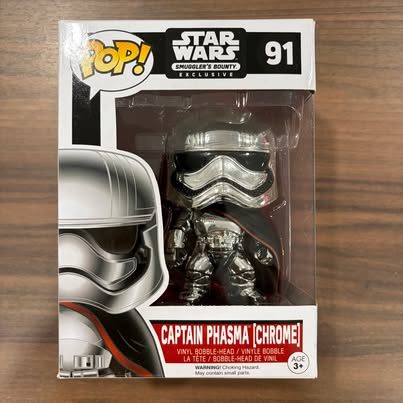 POP!
STAR
WARS
SMUGGLER'S BOUNTY
EXCLUSIVE
91
CAPTAIN PHASMA [CHROME]
VINYL BOBBLE-HEAD / VINYLE BOBBLE
LA TÊTE / BOBBLE-HEAD DE VINIL
WARNING! Choking Hazard.
May contain small parts.
AGE
3+